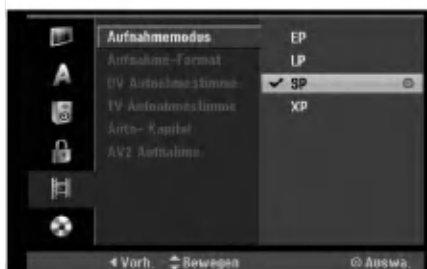 Aufnahmemodus
Aufnahme-Format
DV Aufnahmestimme
TV Aufnahmestimme
Auto- Kapitel
AV2 Aufnahme
EP
LP
SP
XP
Vorh. Bewegen Auswa.